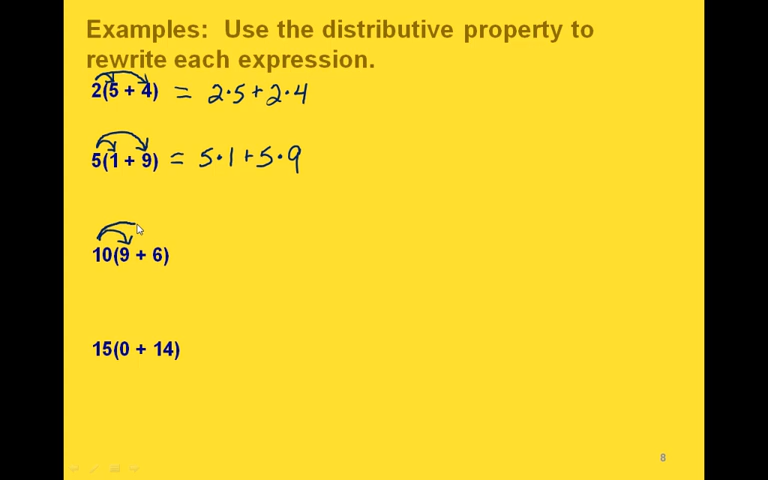 Examples:  Use the distributive property to
rewrite each expression.
2(5 + 4) = 2·5+2·4
5(1 + 9) = 5·1+5·9
10(9 + 6)
15(0 + 14)
8